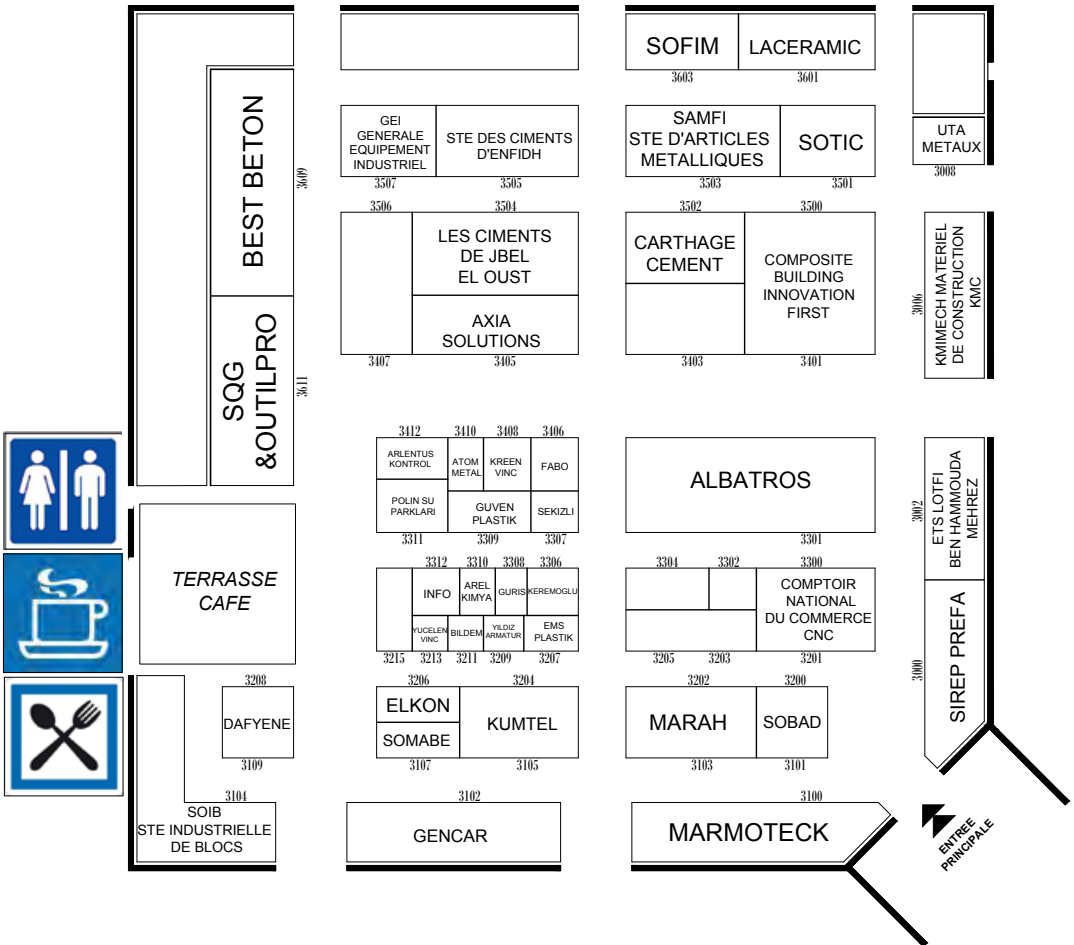 SOFIM
LACERAMIC
3603
3601
BEST BETON
3609
GEI
GENERALE
EQUIPEMENT
INDUSTRIEL
STE DES CIMENTS
D'ENFIDH
3507
3505
SAMFI
STE D'ARTICLES
METALLIQUES
SOTIC
3503
3501
UTA
METAUX
3008
3506
3504
LES CIMENTS
DE JBEL
EL OUST
AXIA
SOLUTIONS
3407
3405
3502
3500
CARTHAGE
CEMENT
COMPOSITE
BUILDING
INNOVATION
FIRST
3403
3401
3006
KMIMECH MATERIEL
DE CONSTRUCTION
KMC
SQG
&OUTILPRO
3611
3412
3410
3408
3406
ARLENTUS
KONTROL
ATOM
METAL
KREEN
VINC
FABO
POLIN SU
PARKLARI
GUVEN
PLASTIK
SEKIZLI
3311
3309
3307
ALBATROS
3301
3002
ETS LOTFI
BEN HAMMOUDA
MEHREZ
TERRASSE
CAFE
3312
3310
3308
3306
INFO
AREL
KIMYA
GURIS
KEREMOGLU
YUCELEN
VINC
BILDEM
YILDIZ
ARMATUR
EMS
PLASTIK
3215
3213
3211
3209
3207
3304
3302
3300
COMPTOIR
NATIONAL
DU COMMERCE
CNC
3205
3203
3201
3000
SIREP PREFA
3208
DAFYENE
3109
3206
3204
ELKON
SOMABE
KUMTEL
3107
3105
3202
3200
MARAH
SOBAD
3103
3101
3104
SOIB
STE INDUSTRIELLE
DE BLOCS
3102
GENCAR
3100
MARMOTECK
ENTREE
PRINCIPALE